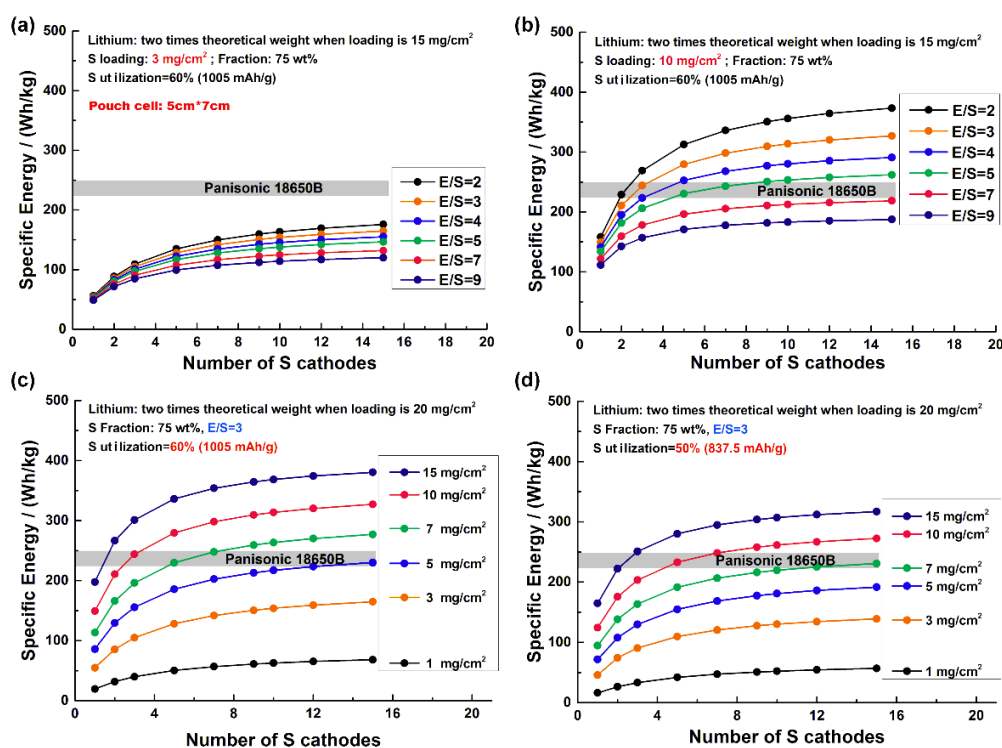 (a)
Lithium: two times theoretical weight when loading is 15 mg/cm²
S loading: 3 mg/cm² ; Fraction: 75 wt%
S ut ilization=60% (1005 mAh/g)
Pouch cell: 5cm*7cm
Panisonic 18650B
E/S=2
E/S=3
E/S=4
E/S=5
E/S=7
E/S=9
Specific Energy / (Wh/kg)
500
400
300
200
100
0
0 2 4 6 8 10 12 14 16 18 20
Number of S cathodes
(b)
Lithium: two times theoretical weight when loading is 15 mg/cm²
S loading: 10 mg/cm² ; Fraction: 75 wt%
S ut ilization=60% (1005 mAh/g)
Panisonic 18650B
E/S=2
E/S=3
E/S=4
E/S=5
E/S=7
E/S=9
Specific Energy / (Wh/kg)
500
400
300
200
100
0
0 2 4 6 8 10 12 14 16 18 20
Number of S cathodes
(c)
Lithium: two times theoretical weight when loading is 20 mg/cm²
S Fraction: 75 wt%, E/S=3
S ut ilization=60% (1005 mAh/g)
Panisonic 18650B
15 mg/cm²
10 mg/cm²
7 mg/cm²
5 mg/cm²
3 mg/cm²
1 mg/cm²
Specific Energy / (Wh/kg)
500
400
300
200
100
0
0 4 8 12 16 20
Number of S cathodes
(d)
Lithium: two times theoretical weight when loading is 20 mg/cm²
S Fraction: 75 wt%, E/S=3
S ut ilization=50% (837.5 mAh/g)
Panisonic 18650B
15 mg/cm²
10 mg/cm²
7 mg/cm²
5 mg/cm²
3 mg/cm²
1 mg/cm²
Specific Energy / (Wh/kg)
500
400
300
200
100
0
0 4 8 12 16 20
Number of S cathodes